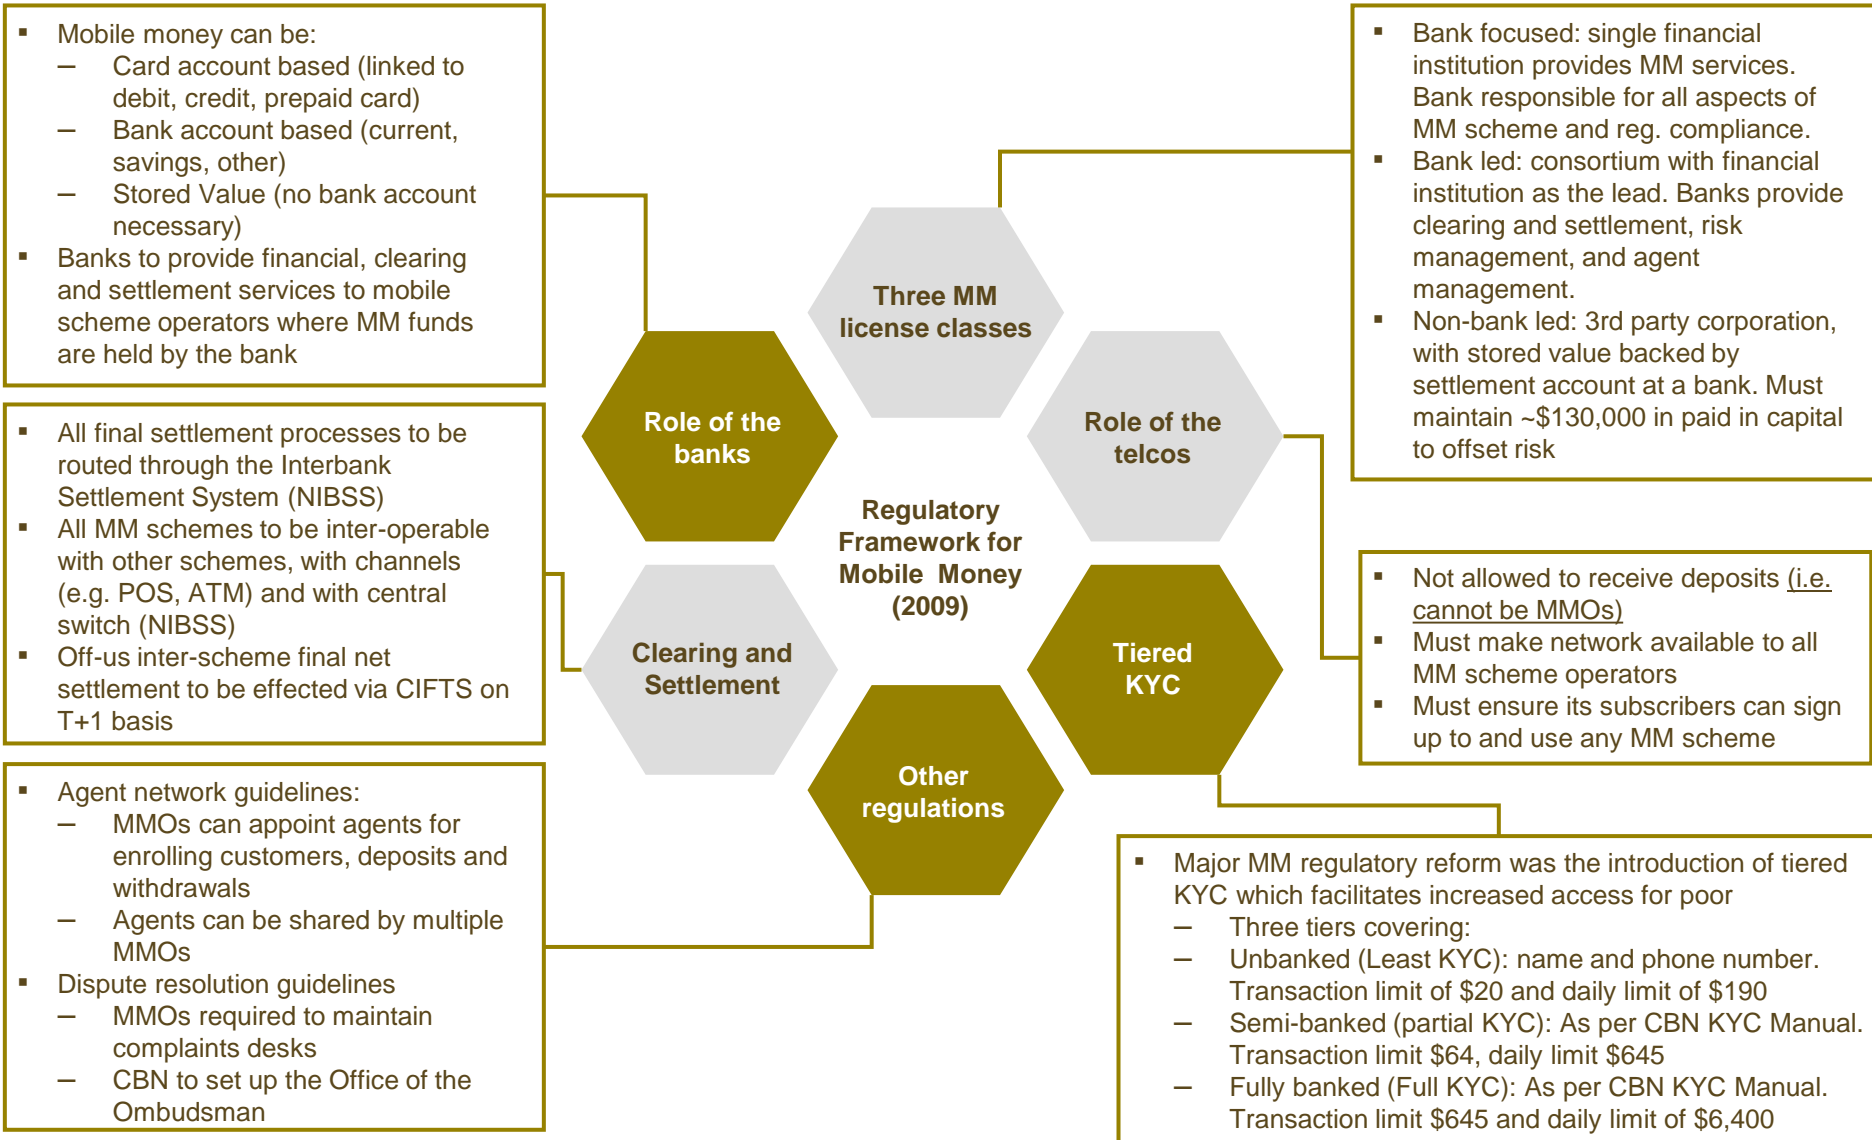 ▪ Mobile money can be:
– Card account based (linked to
debit, credit, prepaid card)
– Bank account based (current,
savings, other)
– Stored Value (no bank account
necessary)
▪ Banks to provide financial, clearing
and settlement services to mobile
scheme operators where MM funds
are held by the bank
▪ All final settlement processes to be
routed through the Interbank
Settlement System (NIBSS)
▪ All MM schemes to be inter-operable
with other schemes, with channels
(e.g. POS, ATM) and with central
switch (NIBSS)
▪ Off-us inter-scheme final net
settlement to be effected via CIFTS on
T+1 basis
▪ Agent network guidelines:
– MMOs can appoint agents for
enrolling customers, deposits and
withdrawals
– Agents can be shared by multiple
MMOs
▪ Dispute resolution guidelines
– MMOs required to maintain
complaints desks
– CBN to set up the Office of the
Ombudsman
Three MM
license classes
Role of the
banks
Role of the
telcos
Regulatory
Framework for
Mobile Money
(2009)
Clearing and
Settlement
Tiered
KYC
Other
regulations
▪ Bank focused: single financial
institution provides MM services.
Bank responsible for all aspects of
MM scheme and reg. compliance.
▪ Bank led: consortium with financial
institution as the lead. Banks provide
clearing and settlement, risk
management, and agent
management.
▪ Non-bank led: 3rd party corporation,
with stored value backed by
settlement account at a bank. Must
maintain ~$130,000 in paid in capital
to offset risk
▪ Not allowed to receive deposits (i.e.
cannot be MMOs)
▪ Must make network available to all
MM scheme operators
▪ Must ensure its subscribers can sign
up to and use any MM scheme
▪ Major MM regulatory reform was the introduction of tiered
KYC which facilitates increased access for poor
– Three tiers covering:
– Unbanked (Least KYC): name and phone number.
Transaction limit of $20 and daily limit of $190
– Semi-banked (partial KYC): As per CBN KYC Manual.
Transaction limit $64, daily limit $645
– Fully banked (Full KYC): As per CBN KYC Manual.
Transaction limit $645 and daily limit of $6,400